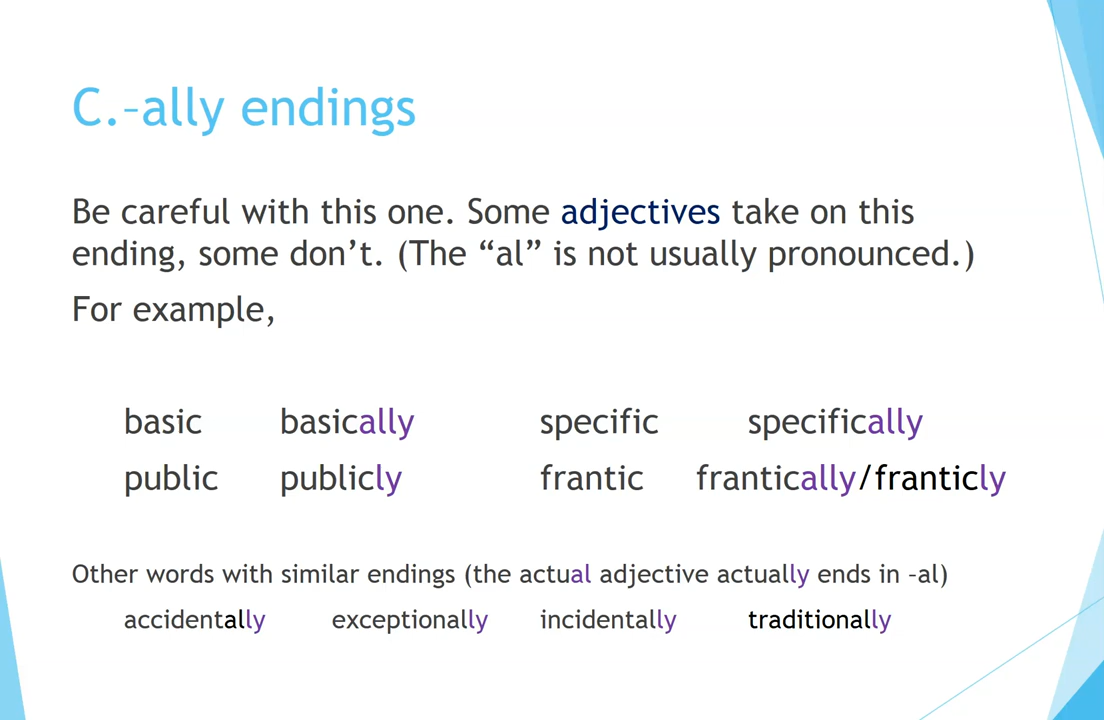 C.–ally endings
Be careful with this one. Some adjectives take on this
ending, some don’t. (The “al” is not usually pronounced.)
For example,
basic basically specific specifically
public publicly frantic frantically/franticly
Other words with similar endings (the actual adjective actually ends in –al)
accidentally exceptionally incidentally traditionally